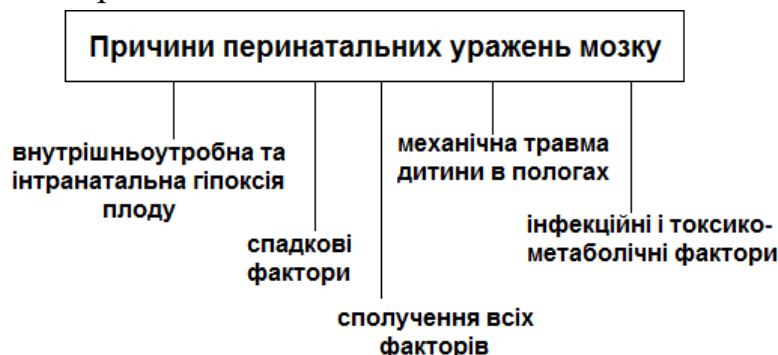 Причини перинатальних уражень мозку
внутрішньоутробна та
інтранатальна гіпоксія
плоду
спадкові
фактори
сполучення всіх
факторів
механічна травма
дитини в пологах
інфекційні і токсико-
метаболічні фактори